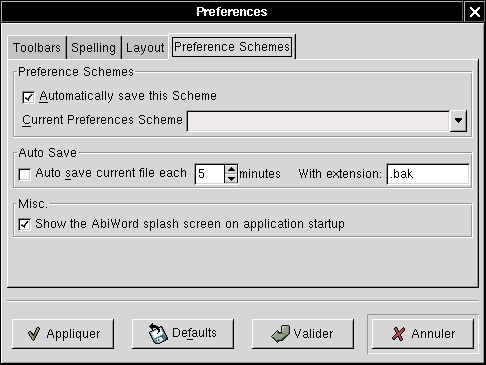 Preferences
Toolbars Spelling Layout Preference Schemes
Preference Schemes
Automatically save this Scheme
Current Preferences Scheme
Auto Save
Auto save current file each 5 minutes With extension: .bak
Misc.
Show the AbiWord splash screen on application startup
Appliquer Defaults Valider Annuler